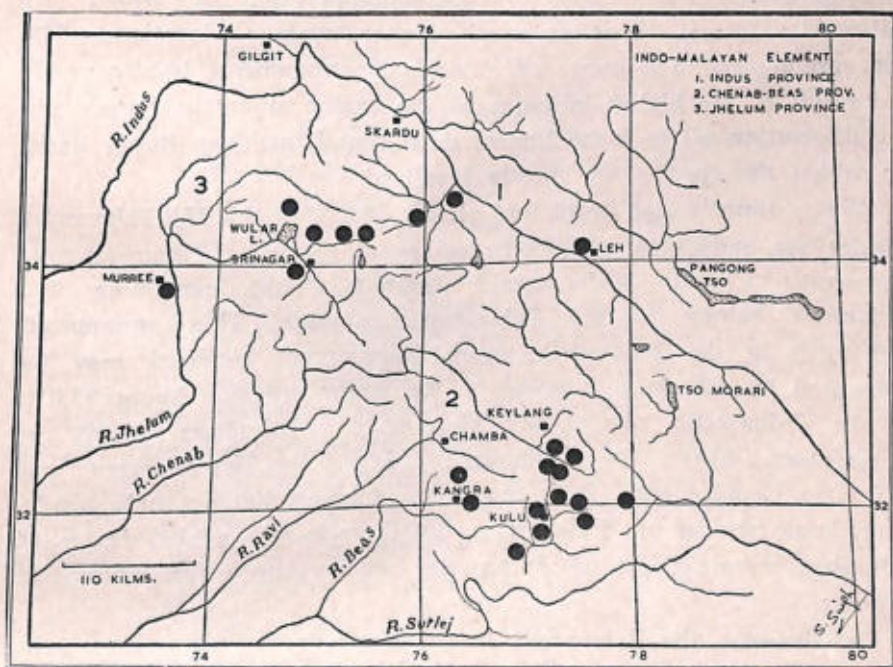 74
76
78
80
GILGIT
INDO-MALAYAN ELEMENT
1. INDUS PROVINCE
2. CHENAB-BEAS PROV.
3. JHELUM PROVINCE
R. Indus
SKARDU
3
1
WULAR
L.
SRINAGAR
LEH
34
34
MURREE
PANGONG
TSO
TSO MORARI
2
KEYLANG
R. Jhelum
CHAMBA
R. Chenab
KANGRA
32
32
KULU
R. Ravi
R. Beas
110 KILMS.
R. Sutlej
74
76
78
80